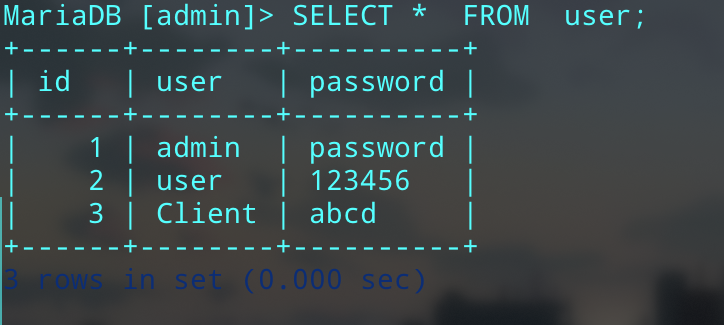 MariaDB [admin]> SELECT *  FROM  user;
+------+--------+----------+
| id   | user   | password |
+------+--------+----------+
|    1 | admin  | password |
|    2 | user   | 123456   |
|    3 | Client | abcd     |
+------+--------+----------+
3 rows in set (0.000 sec)